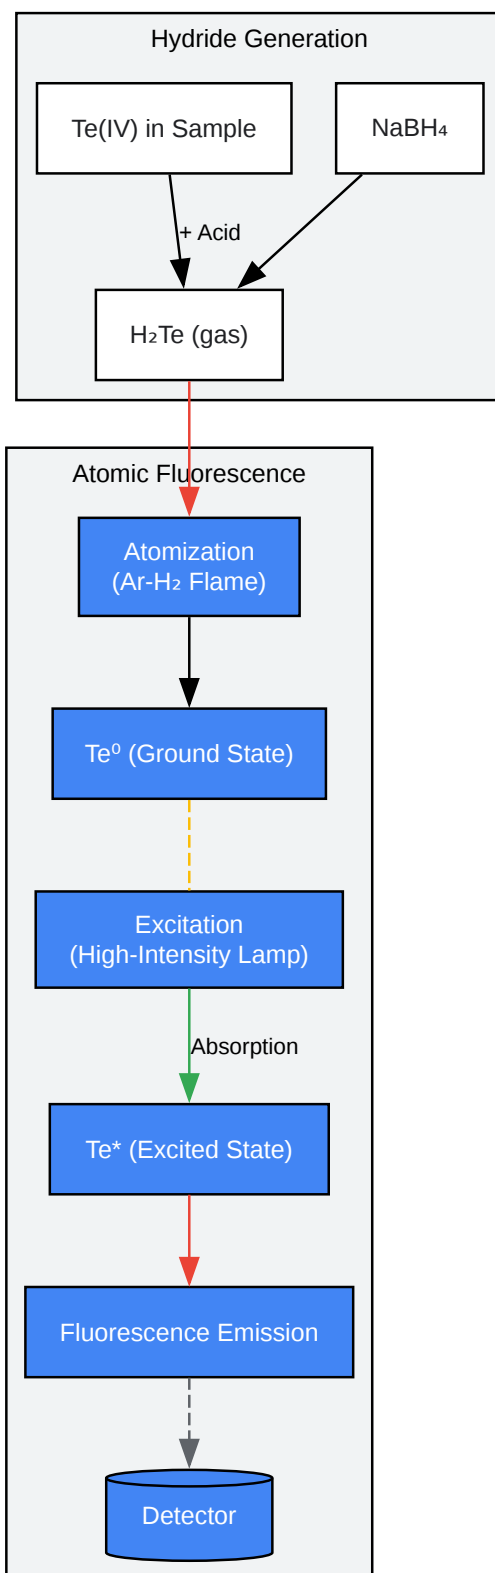 Hydride Generation
Te(IV) in Sample
NaBH₄
+ Acid
H₂Te (gas)
Atomic Fluorescence
Atomization
(Ar-H₂ Flame)
Te⁰ (Ground State)
Excitation
(High-Intensity Lamp)
Absorption
Te* (Excited State)
Fluorescence Emission
Detector